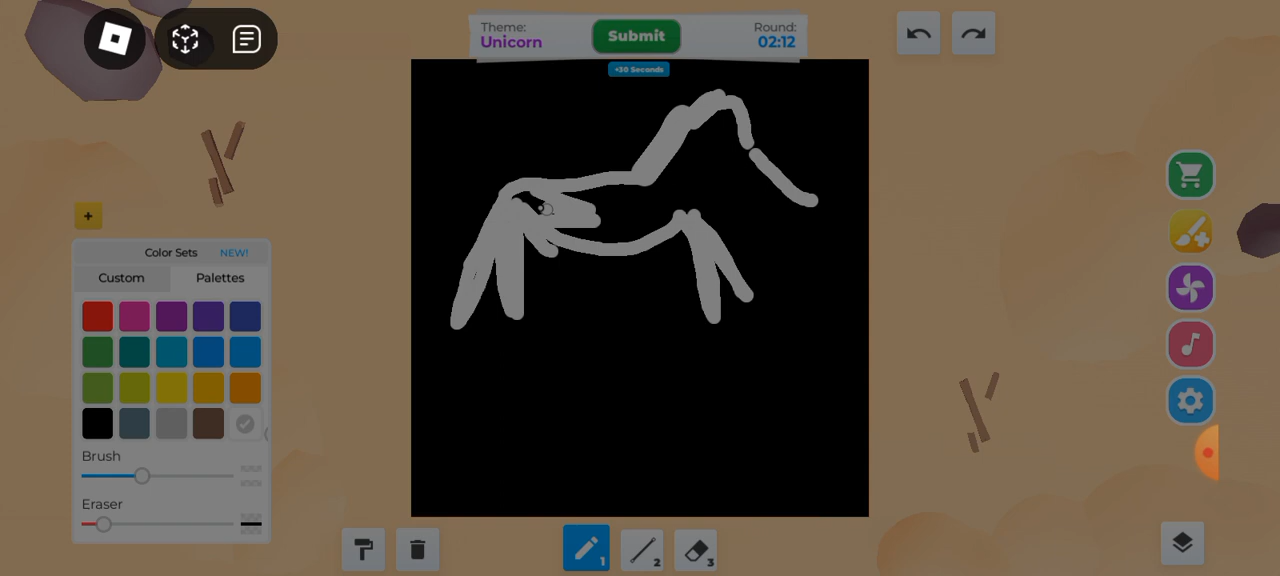 Theme:
Unicorn
Submit
Round:
02:12
+30 Seconds
+
Color Sets NEW!
Custom Palettes
Brush
Eraser
1 2 3